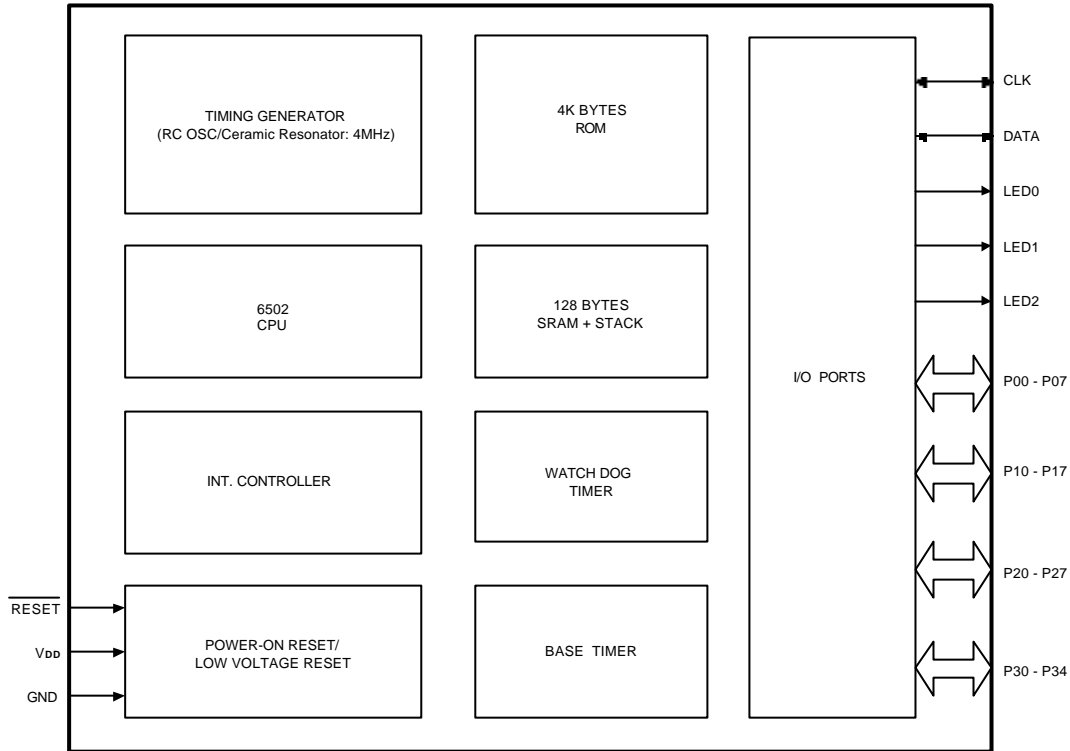 TIMING GENERATOR
(RC OSC/Ceramic Resonator: 4MHz)
4K BYTES
ROM
6502
CPU
128 BYTES
SRAM + STACK
INT. CONTROLLER
WATCH DOG
TIMER
POWER-ON RESET/
LOW VOLTAGE RESET
BASE TIMER
I/O PORTS
RESET
VDD
GND
CLK
DATA
LED0
LED1
LED2
P00 - P07
P10 - P17
P20 - P27
P30 - P34